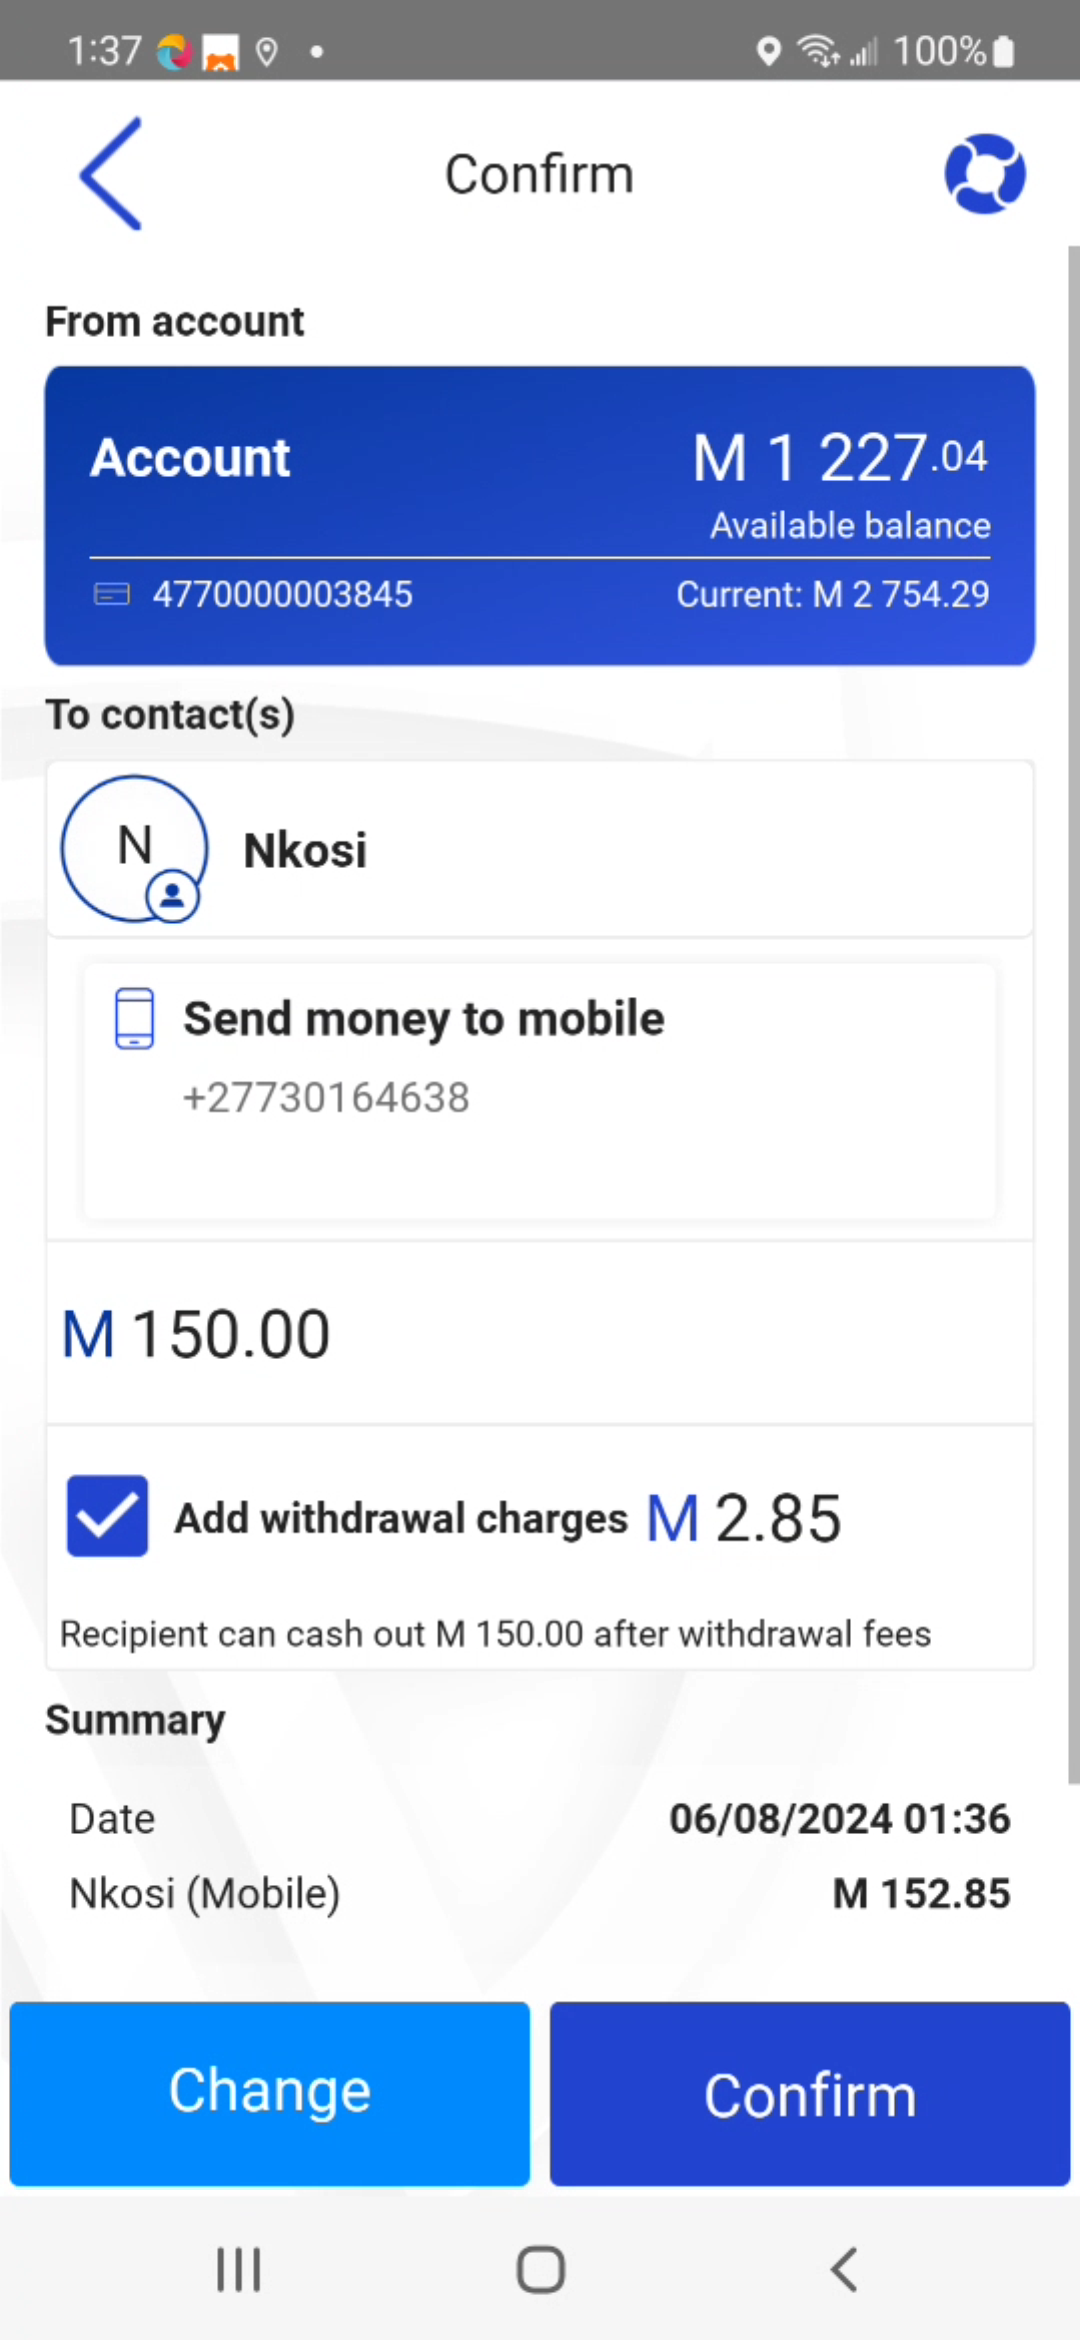 1:37
100%
Confirm
From account
Account
M 1 227.04
Available balance
4770000003845
Current: M 2 754.29
To contact(s)
N
Nkosi
Send money to mobile
+27730164638
M 150.00
Add withdrawal charges M 2.85
Recipient can cash out M 150.00 after withdrawal fees
Summary
Date 06/08/2024 01:36
Nkosi (Mobile) M 152.85
Change
Confirm